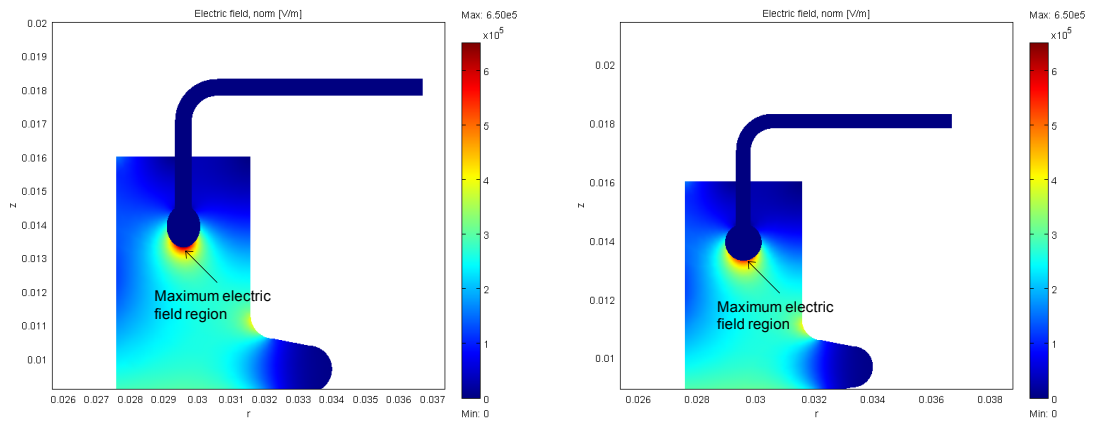 Electric field, norm [V/m]
Max: 6.50e5
x10^5
0.02
0.019
0.018
0.017
0.016
0.015
0.014
0.013
0.012
0.011
0.01
z
Maximum electric
field region
6
5
4
3
2
1
0
0.026 0.027 0.028 0.029 0.03 0.031 0.032 0.033 0.034 0.035 0.036 0.037
r
Min: 0
Electric field, norm [V/m]
Max: 6.50e5
x10^5
0.02
0.018
0.016
0.014
0.012
0.01
z
Maximum electric
field region
6
5
4
3
2
1
0
0.026 0.028 0.03 0.032 0.034 0.036 0.038
r
Min: 0